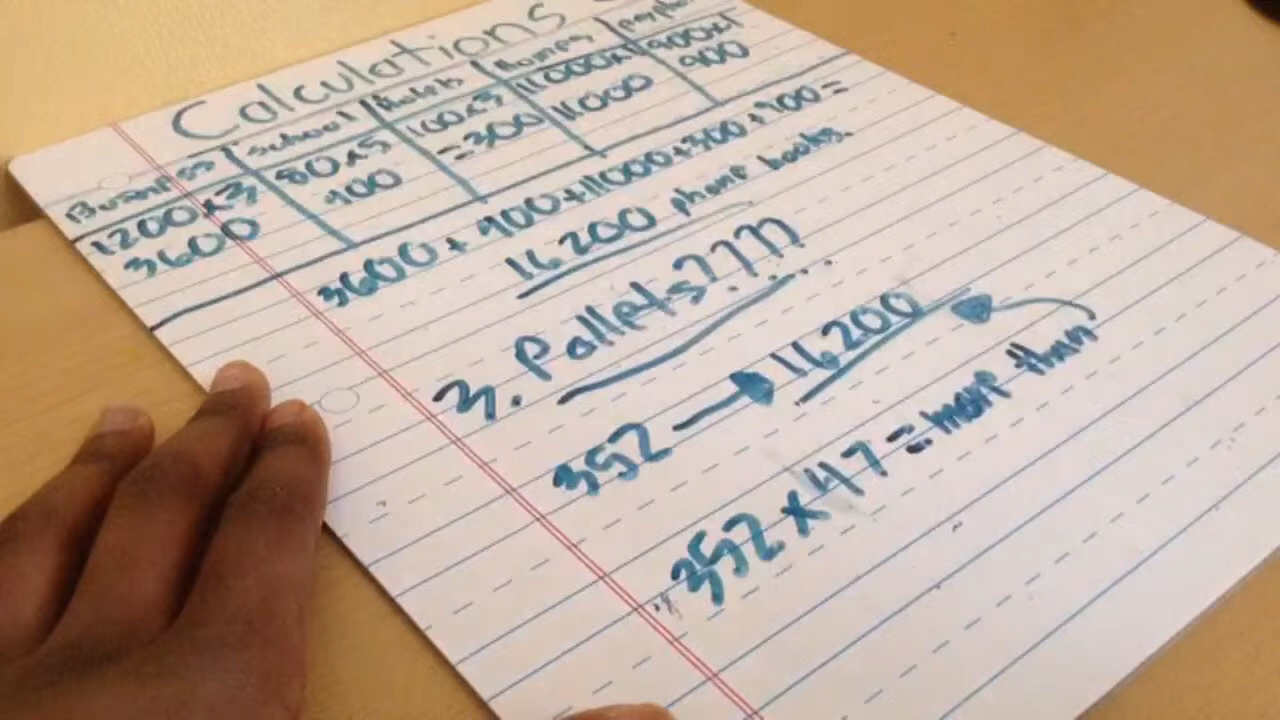 Calculations
school hotels homes
Busness 80x5 100x3 11000x1 900x1
1200x3 400 =300 11000 900
3600
3600+400+11000+300+900=
16200 phone books.
3. Pallets????
352 → 16200
352x47=more than